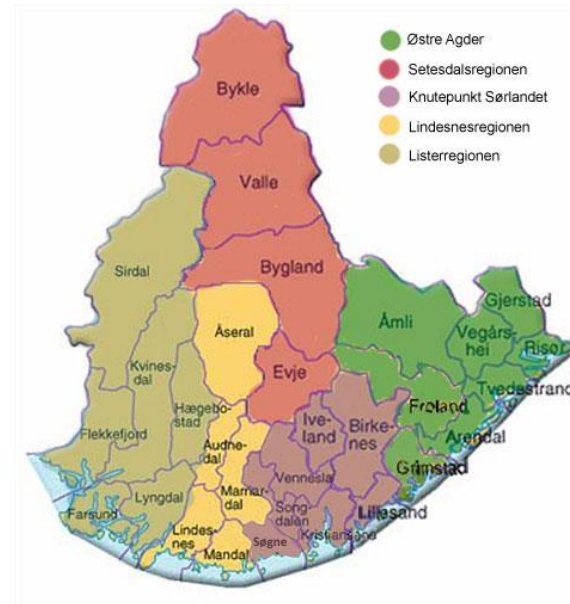 Østre Agder
Setesdalsregionen
Knutepunkt Sørlandet
Lindesnesregionen
Listerregionen
Bykle
Valle
Bygland
Sirdal
Åseral
Åmli
Gjerstad
Vegårs-
hei
Risør
Kvines-
dal
Evje
Tvedestrand
Hægebo-
stad
Froland
Ive-
land
Birke-
nes
Flekkefjord
Audne-
dal
Arendal
Grimstad
Vennesla
Lyngdal
Marnar-
dal
Farsund
Song-
dalen
Lillesand
Lindes-
nes
Søgne
Kristiansand
Mandal